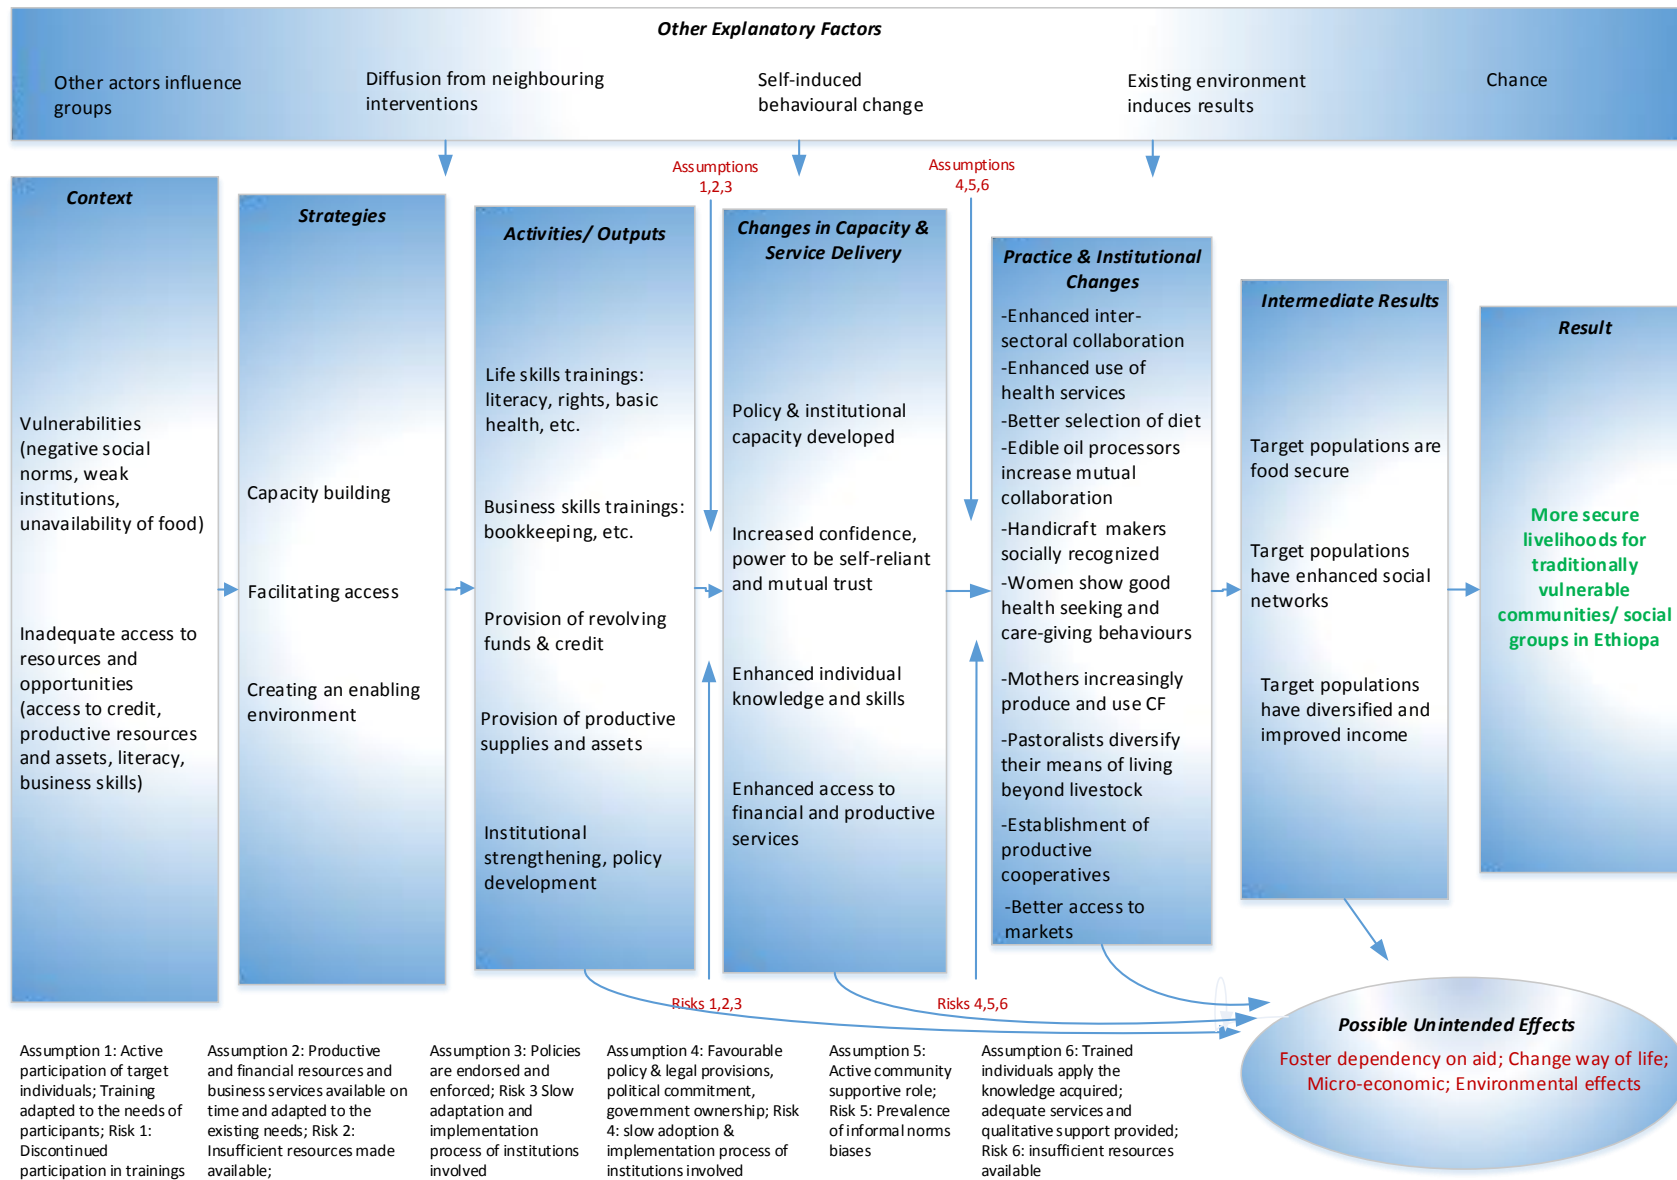 Other Explanatory Factors
Other actors influence
groups
Diffusion from neighbouring
interventions
Self-induced
behavioural change
Existing environment
induces results
Chance
Assumptions
1,2,3
Assumptions
4,5,6
Context
Vulnerabilities
(negative social
norms, weak
institutions,
unavailability of food)
Inadequate access to
resources and
opportunities
(access to credit,
productive resources
and assets, literacy,
business skills)
Strategies
Capacity building
Facilitating access
Creating an enabling
environment
Activities/ Outputs
Life skills trainings:
literacy, rights, basic
health, etc.
Business skills trainings:
bookkeeping, etc.
Provision of revolving
funds & credit
Provision of productive
supplies and assets
Institutional
strengthening, policy
development
Changes in Capacity &
Service Delivery
Policy & institutional
capacity developed
Increased confidence,
power to be self-reliant
and mutual trust
Enhanced individual
knowledge and skills
Enhanced access to
financial and productive
services
Practice & Institutional
Changes
-Enhanced inter-
sectoral collaboration
-Enhanced use of
health services
-Better selection of diet
-Edible oil processors
increase mutual
collaboration
-Handicraft makers
socially recognized
-Women show good
health seeking and
care-giving behaviours
-Mothers increasingly
produce and use CF
-Pastoralists diversify
their means of living
beyond livestock
-Establishment of
productive
cooperatives
-Better access to
markets
Intermediate Results
Target populations are
food secure
Target populations
have enhanced social
networks
Target populations
have diversified and
improved income
Result
More secure
livelihoods for
traditionally
vulnerable
communities/ social
groups in Ethiopa
Risks 1,2,3
Risks 4,5,6
Possible Unintended Effects
Foster dependency on aid; Change way of life;
Micro-economic; Environmental effects
Assumption 1: Active
participation of target
individuals; Training
adapted to the needs of
participants; Risk 1:
Discontinued
participation in trainings
Assumption 2: Productive
and financial resources and
business services available on
time and adapted to the
existing needs; Risk 2:
Insufficient resources made
available;
Assumption 3: Policies
are endorsed and
enforced; Risk 3 Slow
adaptation and
implementation
process of institutions
involved
Assumption 4: Favourable
policy & legal provisions,
political commitment,
government ownership; Risk
4: slow adoption &
implementation process of
institutions involved
Assumption 5:
Active community
supportive role;
Risk 5: Prevalence
of informal norms
biases
Assumption 6: Trained
individuals apply the
knowledge acquired;
adequate services and
qualitative support provided;
Risk 6: insufficient resources
available